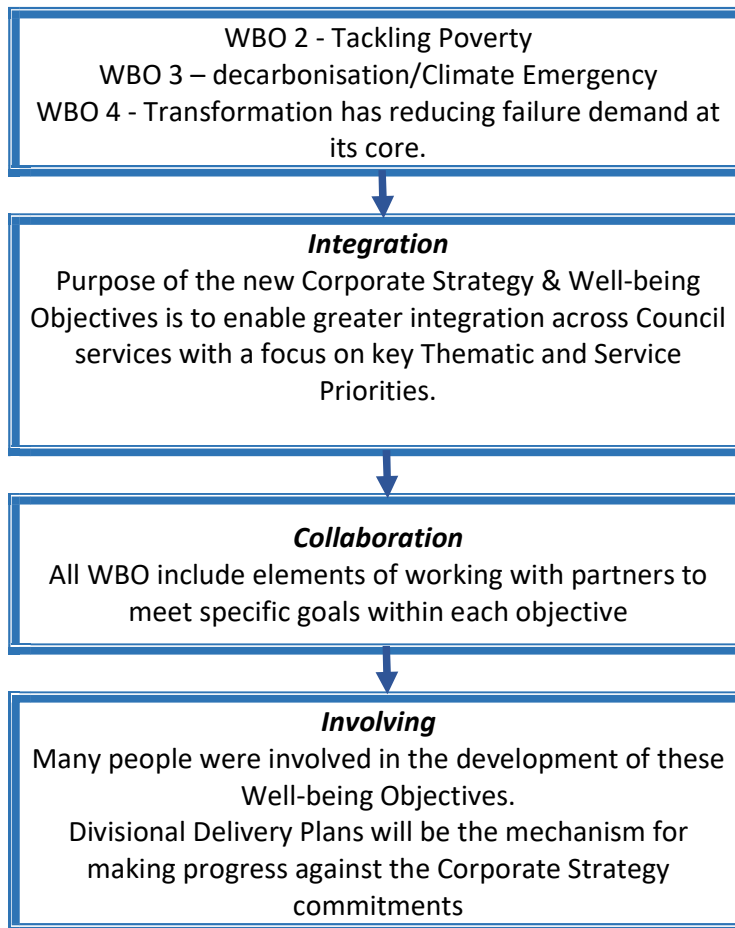 WBO 2 - Tackling Poverty
WBO 3 – decarbonisation/Climate Emergency
WBO 4 - Transformation has reducing failure demand at
its core.
Integration
Purpose of the new Corporate Strategy & Well-being
Objectives is to enable greater integration across Council
services with a focus on key Thematic and Service
Priorities.
Collaboration
All WBO include elements of working with partners to
meet specific goals within each objective
Involving
Many people were involved in the development of these
Well-being Objectives.
Divisional Delivery Plans will be the mechanism for
making progress against the Corporate Strategy
commitments